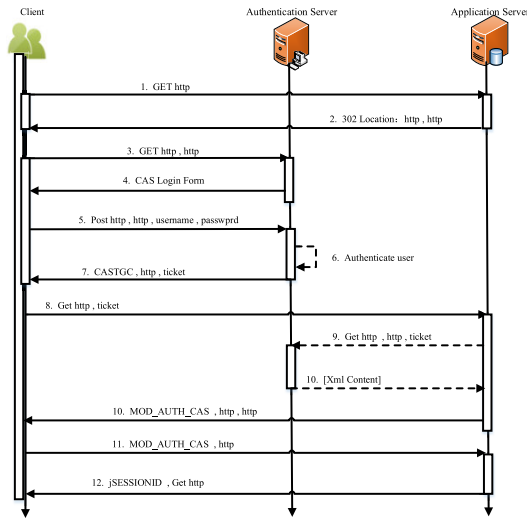 Client
Authentication Server
Application Server
1. GET http
2. 302 Location：http , http
3. GET http , http
4. CAS Login Form
5. Post http , http , username , passwprd
6. Authenticate user
7. CASTGC , http , ticket
8. Get http , ticket
9. Get http , http , ticket
10. [Xml Content]
10. MOD_AUTH_CAS , http , http
11. MOD_AUTH_CAS , http
12. jSESSIONID , Get http